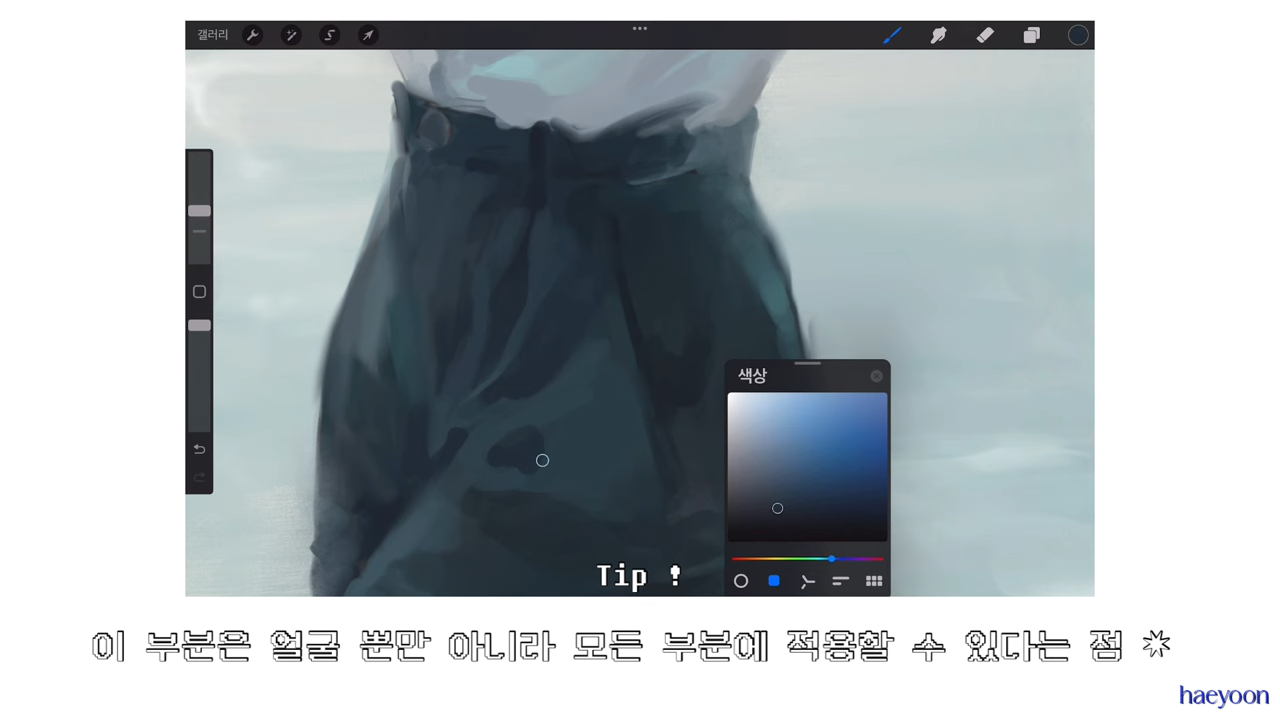 갤러리
색상
Tip !
이 부분은 얼굴 뿐만 아니라 모든 부분에 적용할 수 있다는 점
haeyoon